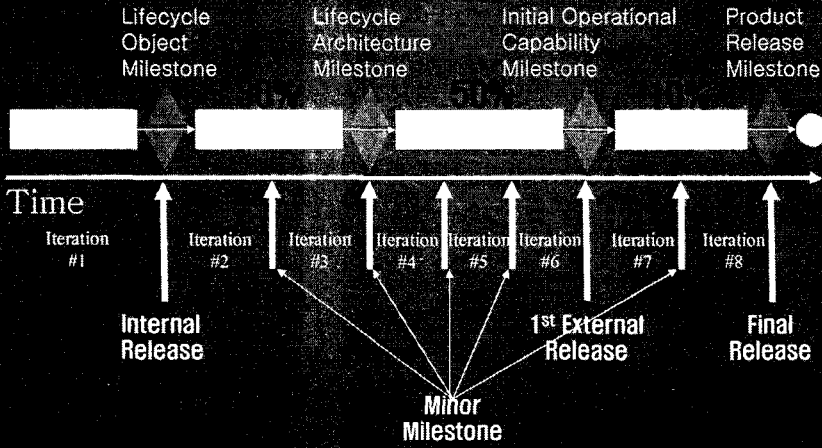 Lifecycle
Object
Milestone
Lifecycle
Architecture
Milestone
Initial Operational
Capability
Milestone
Product
Release
Milestone
50%
10%
Time
Iteration
#1
Iteration
#2
Iteration
#3
Iteration
#4
Iteration
#5
Iteration
#6
Iteration
#7
Iteration
#8
Internal
Release
1st External
Release
Final
Release
Minor
Milestone